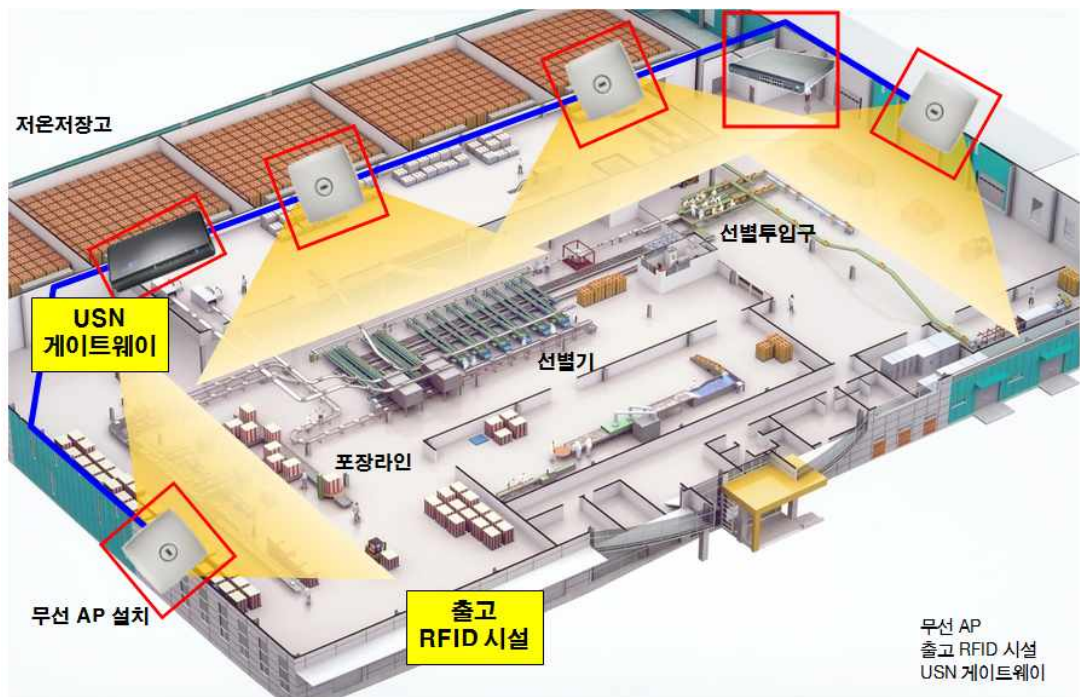 저온저장고
선별투입구
USN
게이트웨이
선별기
포장라인
무선 AP 설치
출고
RFID 시설
무선 AP
출고 RFID 시설
USN 게이트웨이